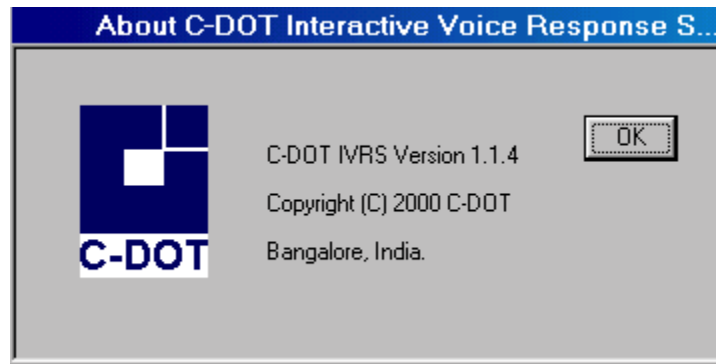 About C-DOT Interactive Voice Response S...
OK
C-DOT IVRS Version 1.1.4
Copyright (C) 2000 C-DOT
C-DOT
Bangalore, India.